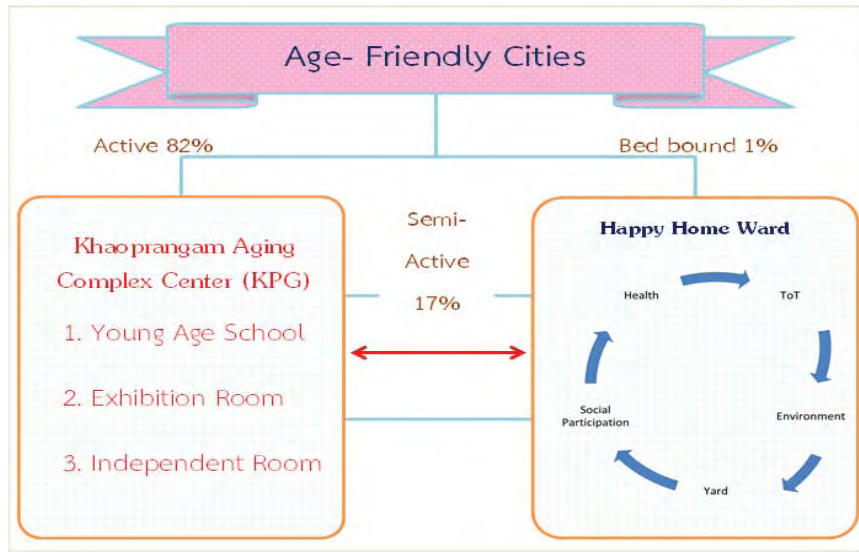 Age- Friendly Cities
Active 82%
Bed bound 1%
Semi-
Active
17%
Khaoprangam Aging
Complex Center (KPG)
1. Young Age School
2. Exhibition Room
3. Independent Room
Happy Home Ward
Health
ToT
Environment
Yard
Social
Participation